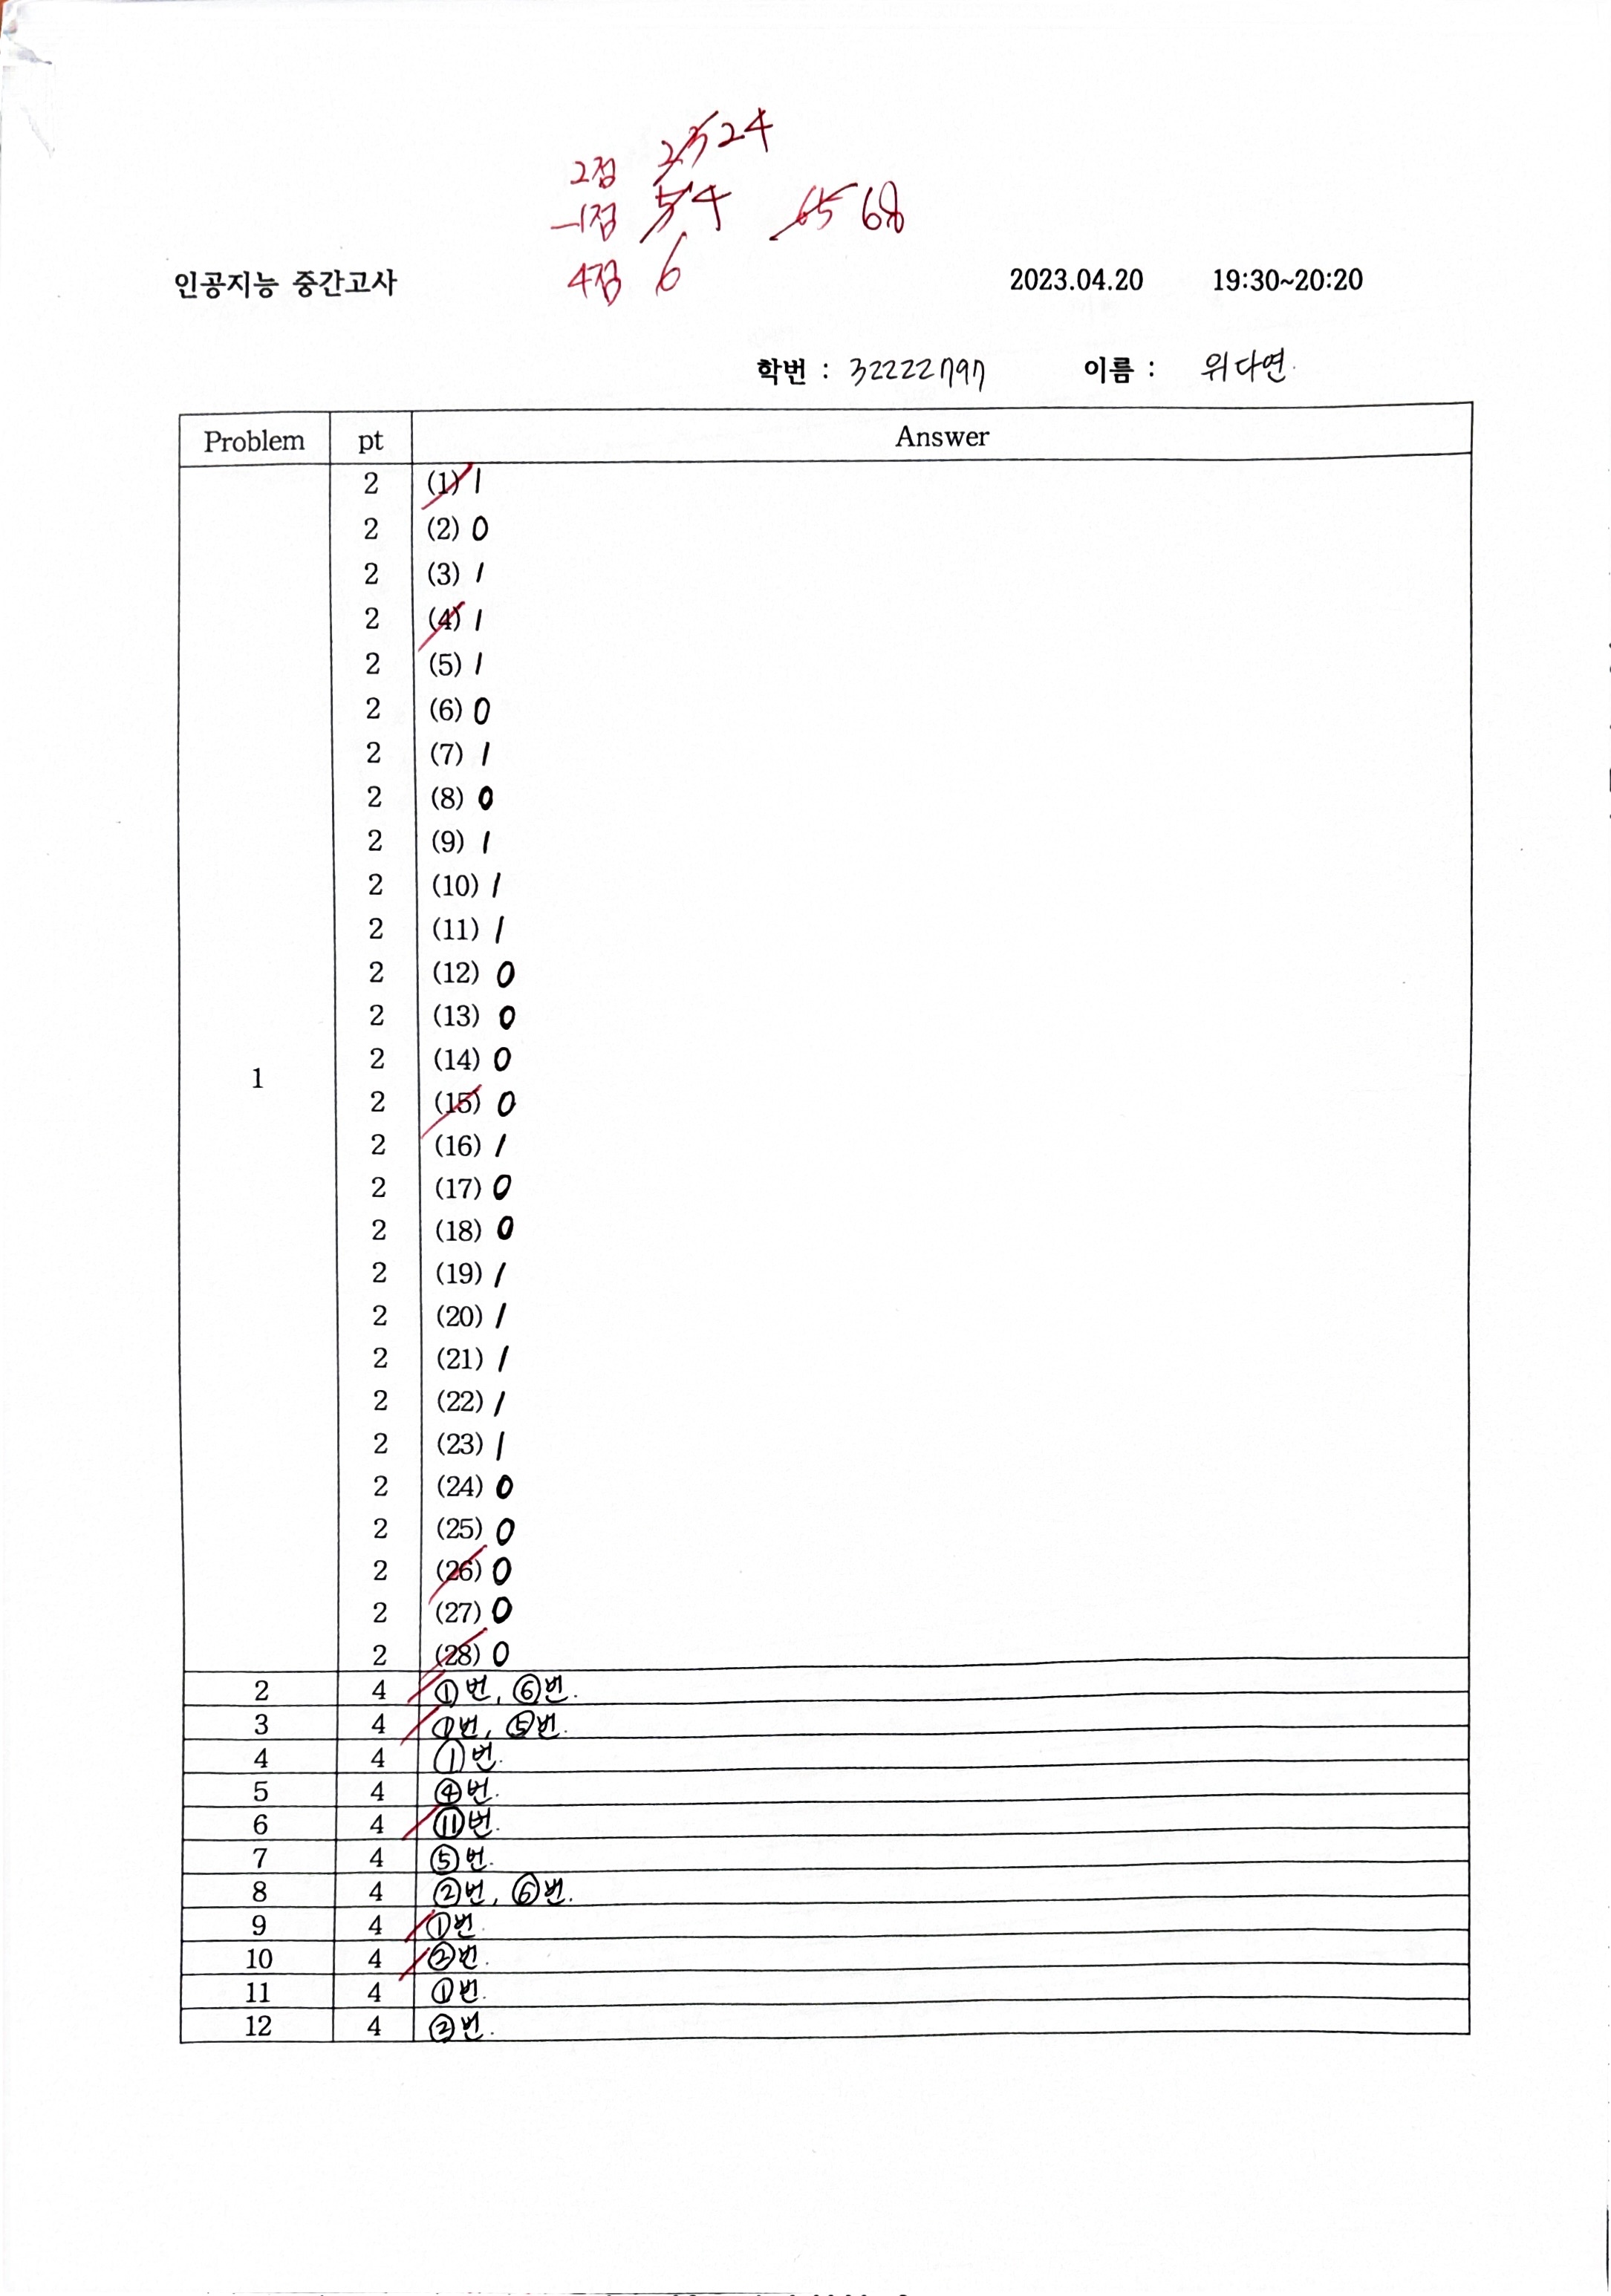 2점 23 24
-1점 5 4 65 68
4점 6
인공지능 중간고사 2023.04.20 19:30~20:20
학번 : 32222797 이름 : 위다연.
Problem pt Answer
2 (1) 1
2 (2) 0
2 (3) 1
2 (4) 1
2 (5) 1
2 (6) 0
2 (7) 1
2 (8) 0
2 (9) 1
2 (10) 1
2 (11) 1
2 (12) 0
2 (13) 0
2 (14) 0
1
2 (15) 0
2 (16) 1
2 (17) 0
2 (18) 0
2 (19) 1
2 (20) 1
2 (21) 1
2 (22) 1
2 (23) 1
2 (24) 0
2 (25) 0
2 (26) 0
2 (27) 0
2 (28) 0
2 4 ①번, ⑥번.
3 4 ①번, ⑤번.
4 4 ①번.
5 4 ④번.
6 4 ⑪번.
7 4 ⑤번.
8 4 ②번, ⑥번.
9 4 ①번.
10 4 ②번.
11 4 ①번.
12 4 ②번.